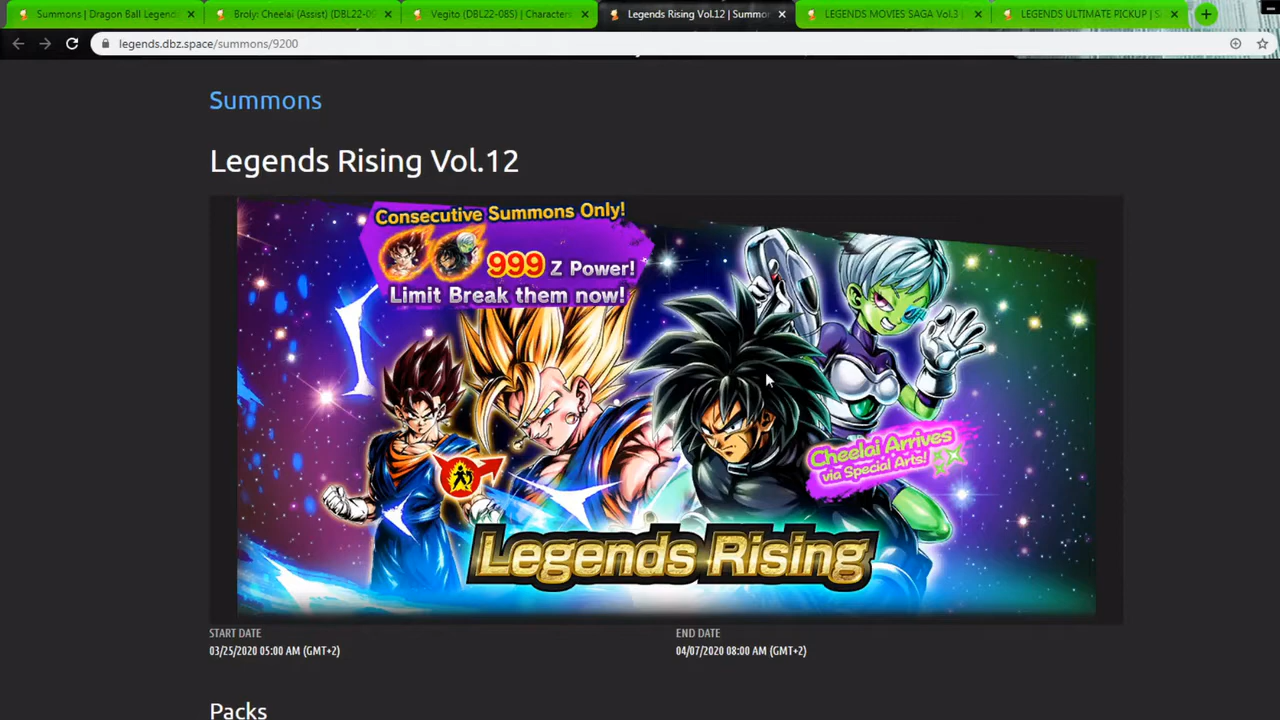 Summons | Dragon Ball Legend
Broly: Cheelai (Assist) (DBL22-0
Vegito (DBL22-08S) | Characters
Legends Rising Vol.12 | Summo
LEGENDS MOVIES SAGA Vol.3 |
LEGENDS ULTIMATE PICKUP | S
legends.dbz.space/summons/9200
Summons
Legends Rising Vol.12
Consecutive Summons Only!
999 Z Power!
Limit Break them now!
Cheelai Arrives
via Special Arts!
Legends Rising
START DATE
03/25/2020 05:00 AM (GMT+2)
END DATE
04/07/2020 08:00 AM (GMT+2)
Packs